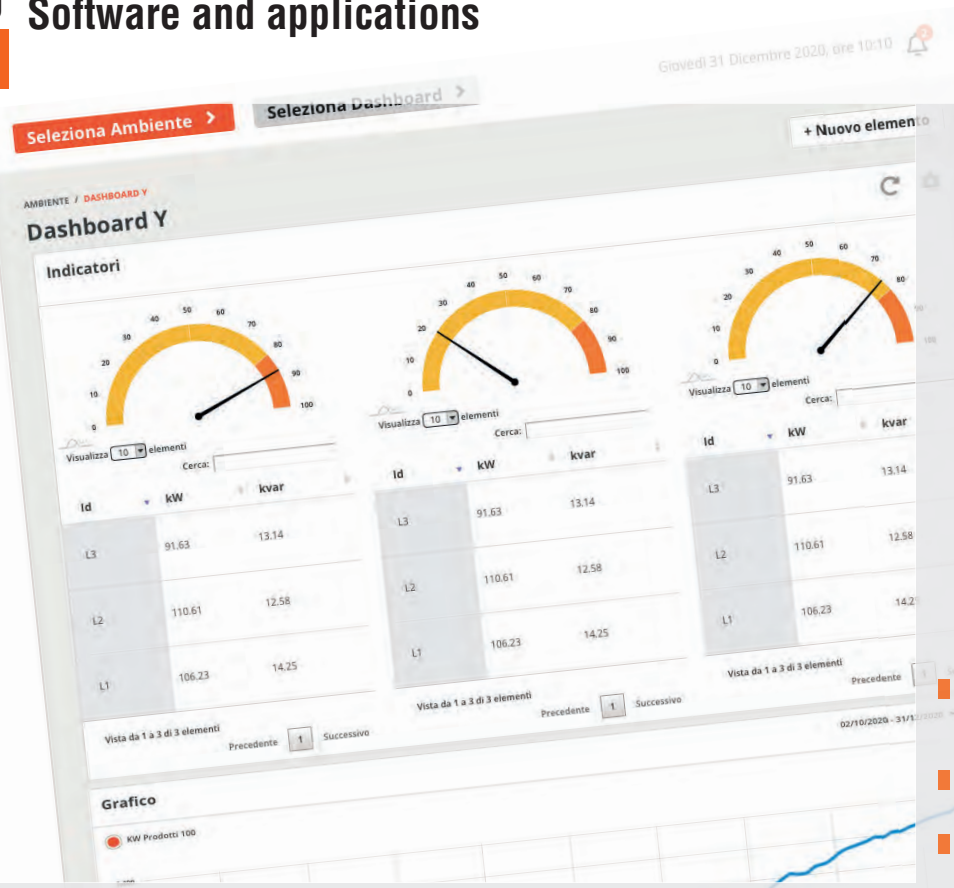 Software and applications
Giovedì 31 Dicembre 2020, ore 10:10
Seleziona Ambiente >
Seleziona Dashboard >
+ Nuovo elemento
AMBIENTE / DASHBOARD Y
Dashboard Y
Indicatori
0 10 20 30 40 50 60 70 80 90 100
0 10 20 30 40 50 60 70 80 90 100
0 10 20 30 40 50 60 70 80 100
Visualizza 10 elementi
Cerca:
Id kW kvar
L3 91.63 13.14
L2 110.61 12.58
L1 106.23 14.25
Vista da 1 a 3 di 3 elementi
Precedente 1 Successivo
Visualizza 10 elementi
Cerca:
Id kW kvar
L3 91.63 13.14
L2 110.61 12.58
L1 106.23 14.25
Vista da 1 a 3 di 3 elementi
Precedente 1 Successivo
Visualizza 10 elementi
Cerca:
Id kW kvar
L3 91.63 13.14
L2 110.61 12.58
L1 106.23 14.2
Vista da 1 a 3 di 3 elementi
Precedente 1
02/10/2020 - 31/12/2020
Grafico
KW Prodotti 100